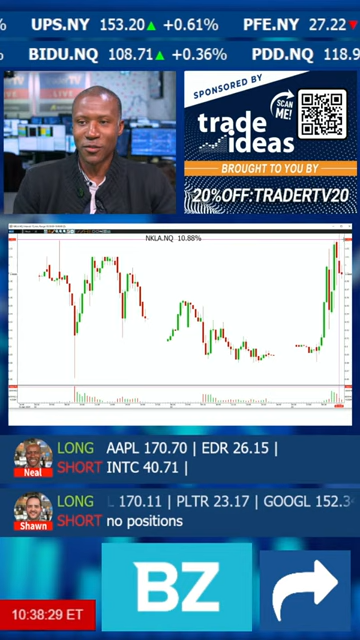 UPS.NY 153.20▲ +0.61% PFE.NY 27.22▼
% BIDU.NQ 108.71▲ +0.36% PDD.NQ 118.9
SPONSORED BY
trade ideas
SCAN ME!
BROUGHT TO YOU BY
20%OFF:TRADERTV20
NKLA.NQ 10.88%
LONG AAPL 170.70 | EDR 26.15 |
SHORT INTC 40.71 |
Neal
LONG L 170.11 | PLTR 23.17 | GOOGL 152.3
SHORT no positions
Shawn
BZ
10:38:29 ET